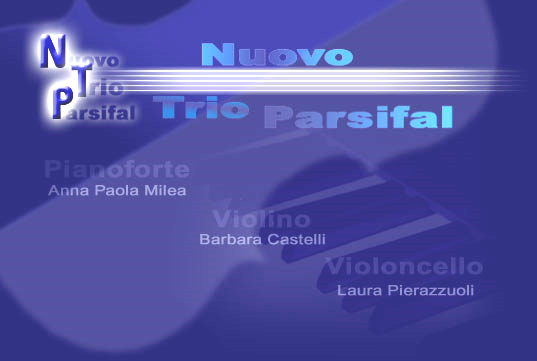 Nuovo
Trio
Parsifal
Nuovo
Trio Parsifal
Pianoforte
Anna Paola Milea
Violino
Barbara Castelli
Violoncello
Laura Pierazzuoli